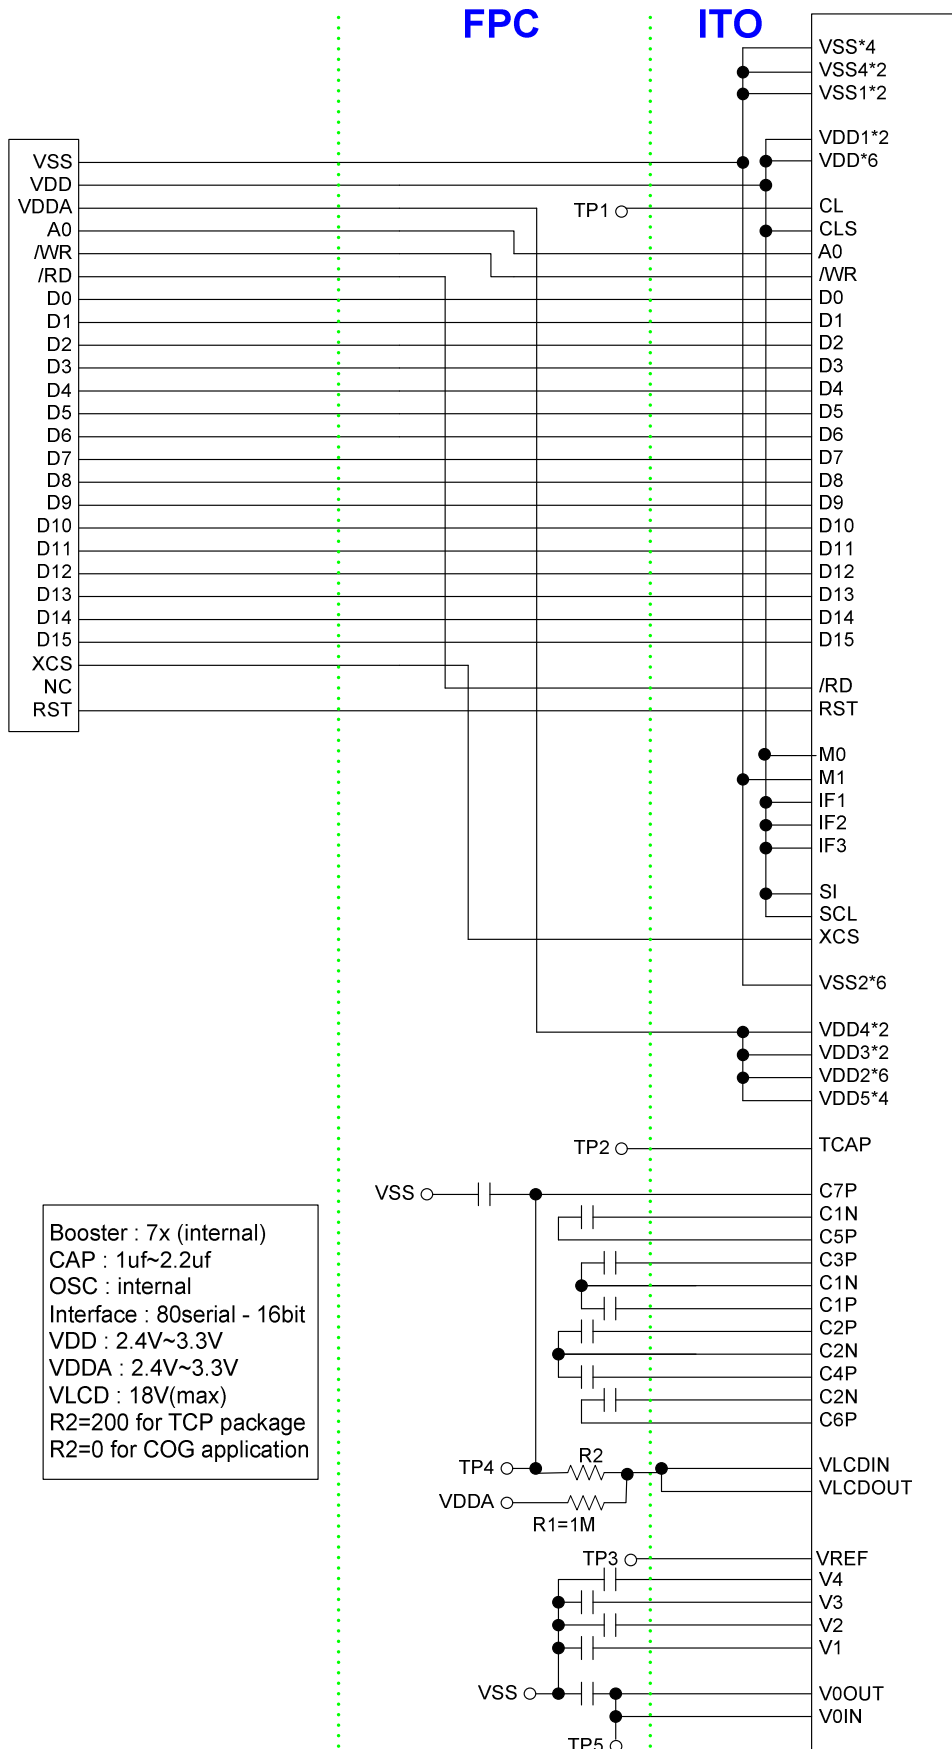 FPC
ITO
VSS*4
VSS4*2
VSS1*2
VDD1*2
VDD*6
CL
CLS
A0
/WR
D0
D1
D2
D3
D4
D5
D6
D7
D8
D9
D10
D11
D12
D13
D14
D15
/RD
RST
M0
M1
IF1
IF2
IF3
SI
SCL
XCS
VSS2*6
VDD4*2
VDD3*2
VDD2*6
VDD5*4
TCAP
C7P
C1N
C5P
C3P
C1N
C1P
C2P
C2N
C4P
C2N
C6P
VLCDIN
VLCDOUT
VREF
V4
V3
V2
V1
V0OUT
V0IN
VSS
VDD
VDDA
A0
/WR
/RD
D0
D1
D2
D3
D4
D5
D6
D7
D8
D9
D10
D11
D12
D13
D14
D15
XCS
NC
RST
TP1
TP2
VSS
TP4
R2
VDDA
R1=1M
TP3
VSS
TP5
Booster : 7x (internal)
CAP : 1uf~2.2uf
OSC : internal
Interface : 80serial - 16bit
VDD : 2.4V~3.3V
VDDA : 2.4V~3.3V
VLCD : 18V(max)
R2=200 for TCP package
R2=0 for COG application